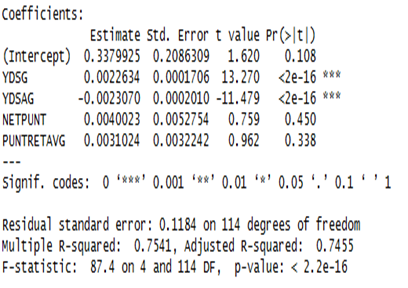 Coefficients:
Estimate Std. Error t value Pr(>|t|)
(Intercept) 0.3379925 0.2086309 1.620 0.108
YDSG 0.0022634 0.0001706 13.270 <2e-16 ***
YDSAG -0.0023070 0.0002010 -11.479 <2e-16 ***
NETPUNT 0.0040023 0.0052754 0.759 0.450
PUNTRETAVG 0.0031024 0.0032242 0.962 0.338
---
Signif. codes: 0 ‘***’ 0.001 ‘**’ 0.01 ‘*’ 0.05 ‘.’ 0.1 ‘ ’ 1
Residual standard error: 0.1184 on 114 degrees of freedom
Multiple R-squared: 0.7541, Adjusted R-squared: 0.7455
F-statistic: 87.4 on 4 and 114 DF, p-value: < 2.2e-16